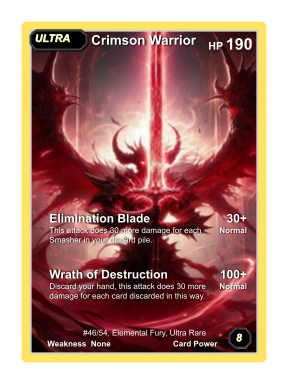 ULTRA
Crimson Warrior
HP 190
Elimination Blade 30+
This attack does 30 more damage for each Normal
Smasher in your discard pile.
Wrath of Destruction 100+
Discard your hand, this attack does 30 more Normal
damage for each card discarded in this way.
#46/54, Elemental Fury, Ultra Rare
Weakness None Card Power 8